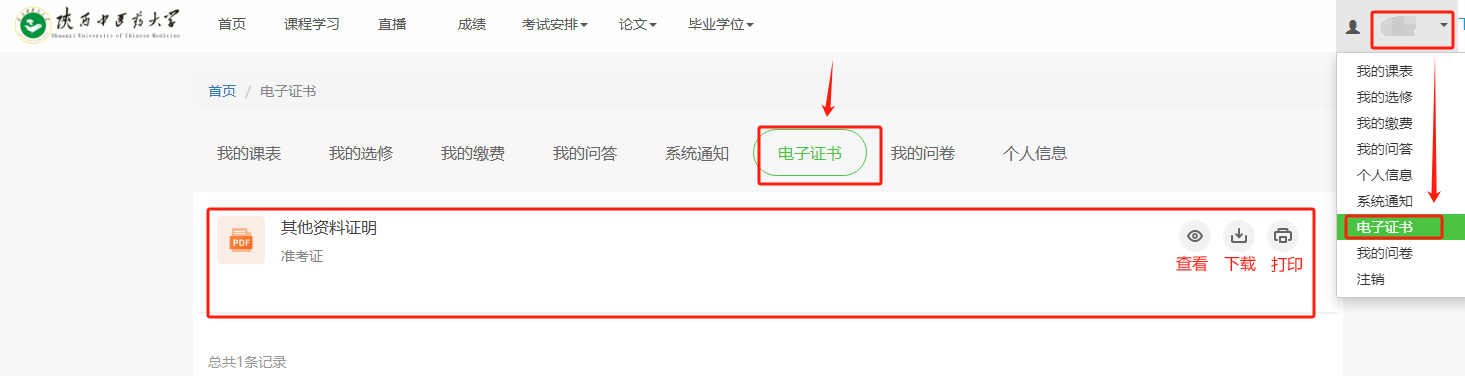 陕西中医药大学
Shaanxi University of Chinese Medicine
首页 课程学习 直播 成绩 考试安排 论文 毕业学位
首页 / 电子证书
我的课表 我的选修 我的缴费 我的问答 系统通知 电子证书 我的问卷 个人信息
PDF
其他资料证明
准考证
查看 下载 打印
总共1条记录
我的课表
我的选修
我的缴费
我的问答
个人信息
系统通知
电子证书
我的问卷
注销